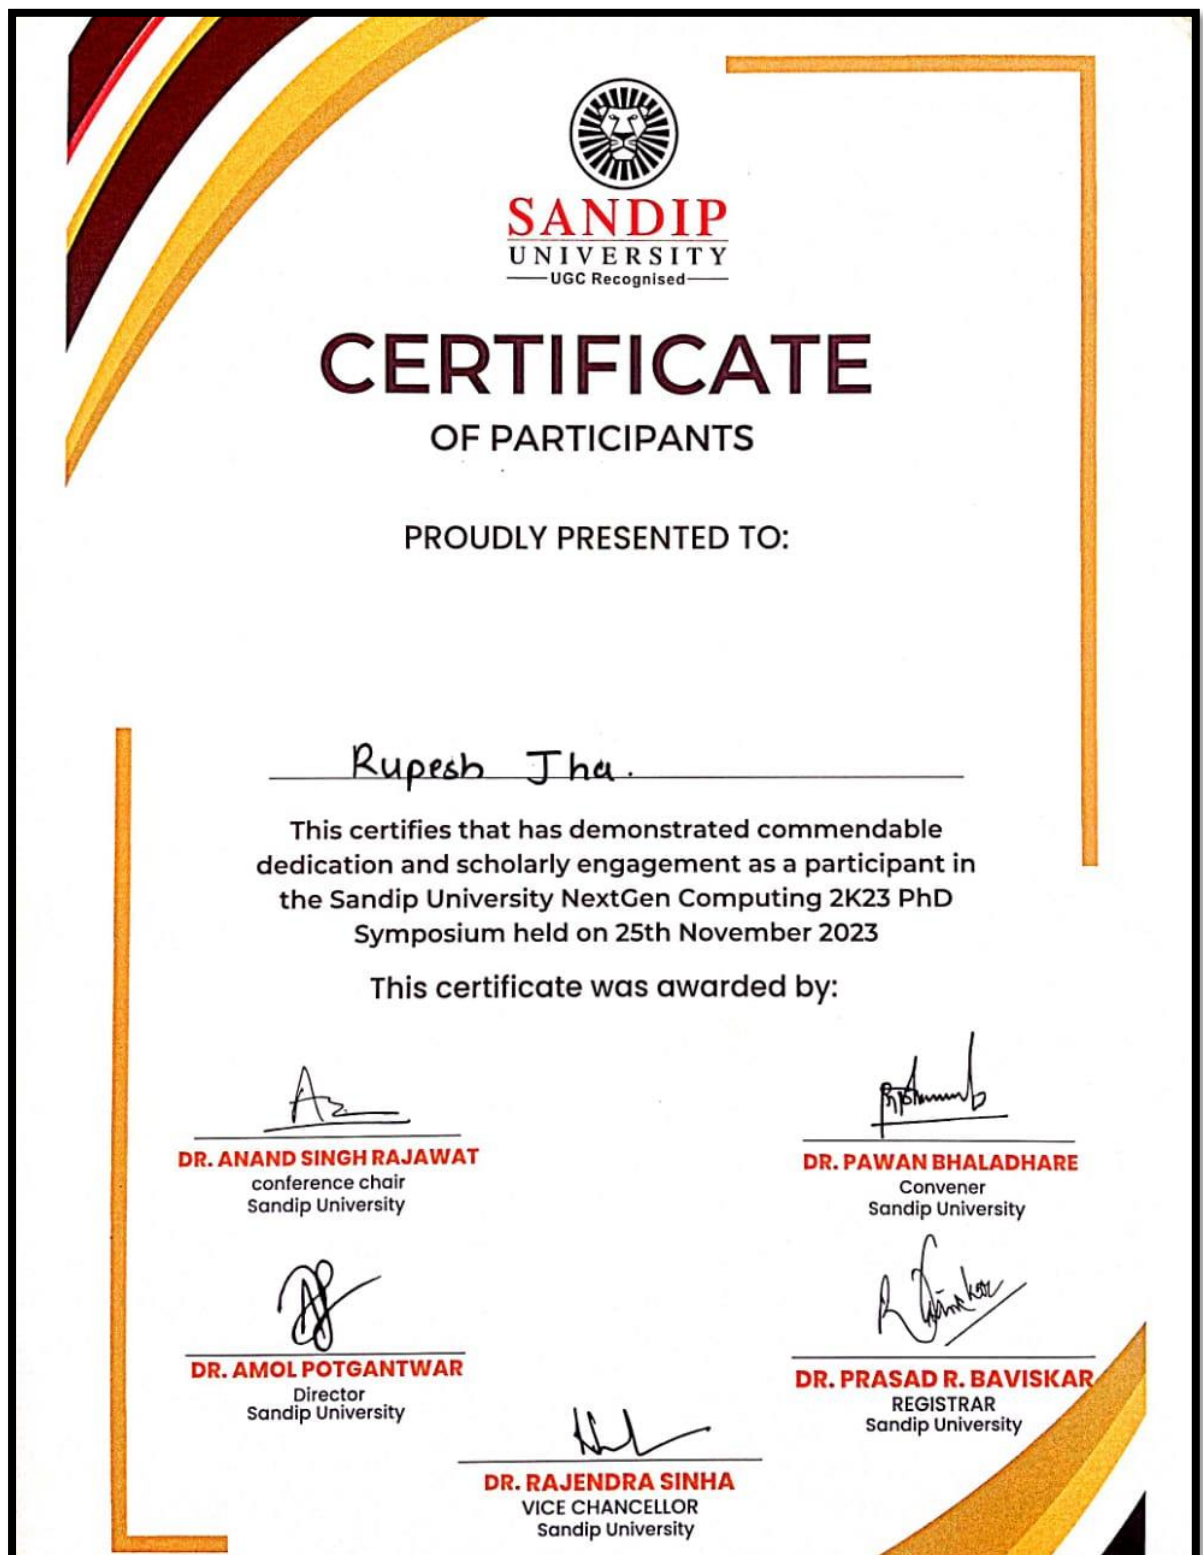 SANDIP
UNIVERSITY
UGC Recognised
CERTIFICATE
OF PARTICIPANTS
PROUDLY PRESENTED TO:
Rupesh Jha.
This certifies that has demonstrated commendable
dedication and scholarly engagement as a participant in
the Sandip University NextGen Computing 2K23 PhD
Symposium held on 25th November 2023
This certificate was awarded by:
DR. ANAND SINGH RAJAWAT
conference chair
Sandip University
DR. PAWAN BHALADHARE
Convener
Sandip University
DR. AMOL POTGANTWAR
Director
Sandip University
DR. PRASAD R. BAVISKAR
REGISTRAR
Sandip University
DR. RAJENDRA SINHA
VICE CHANCELLOR
Sandip University